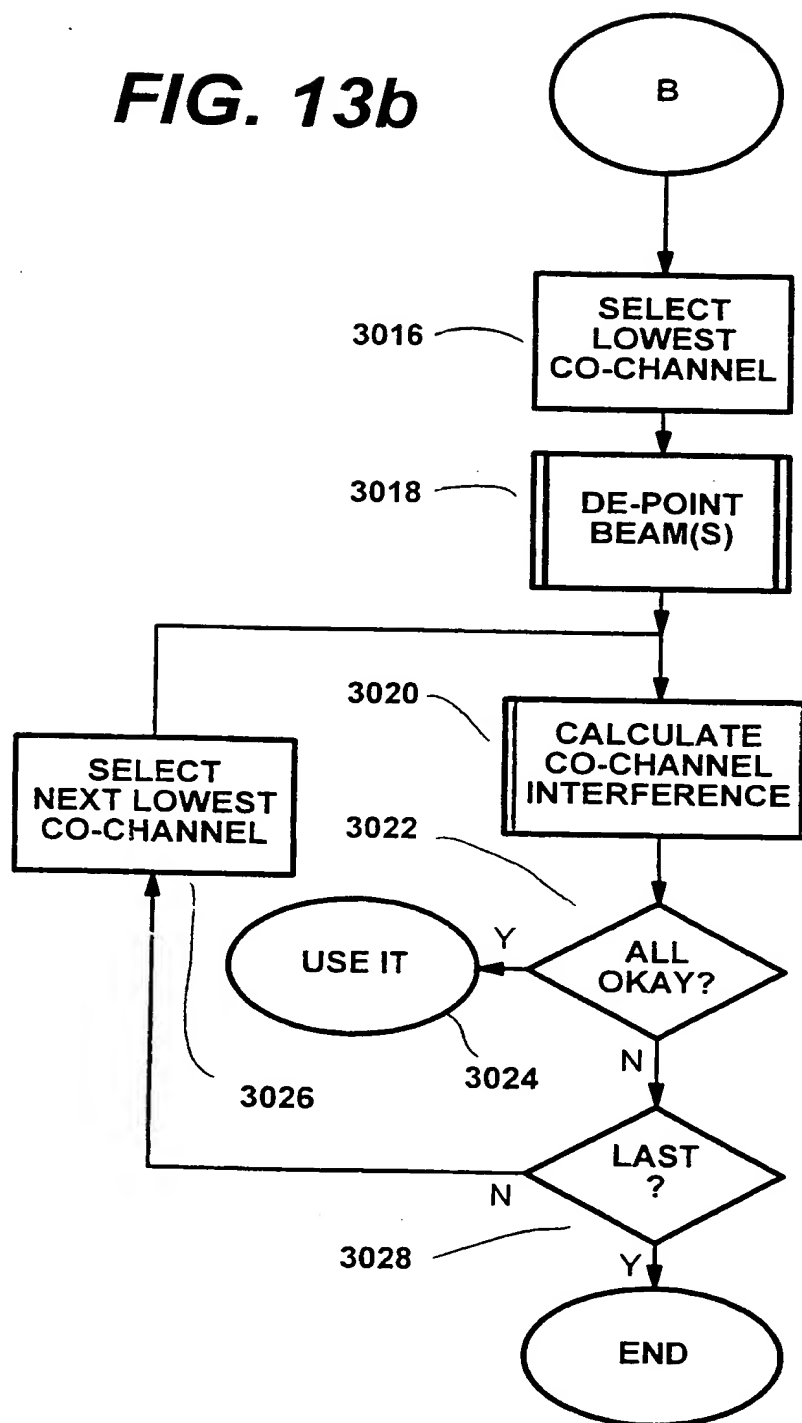 FIG. 13b
B
3016
SELECT
LOWEST
CO-CHANNEL
3018
DE-POINT
BEAM(S)
3020
CALCULATE
CO-CHANNEL
INTERFERENCE
SELECT
NEXT LOWEST
CO-CHANNEL
3022
USE IT
Y
ALL
OKAY?
3024
N
3026
LAST
?
N
3028
Y
END